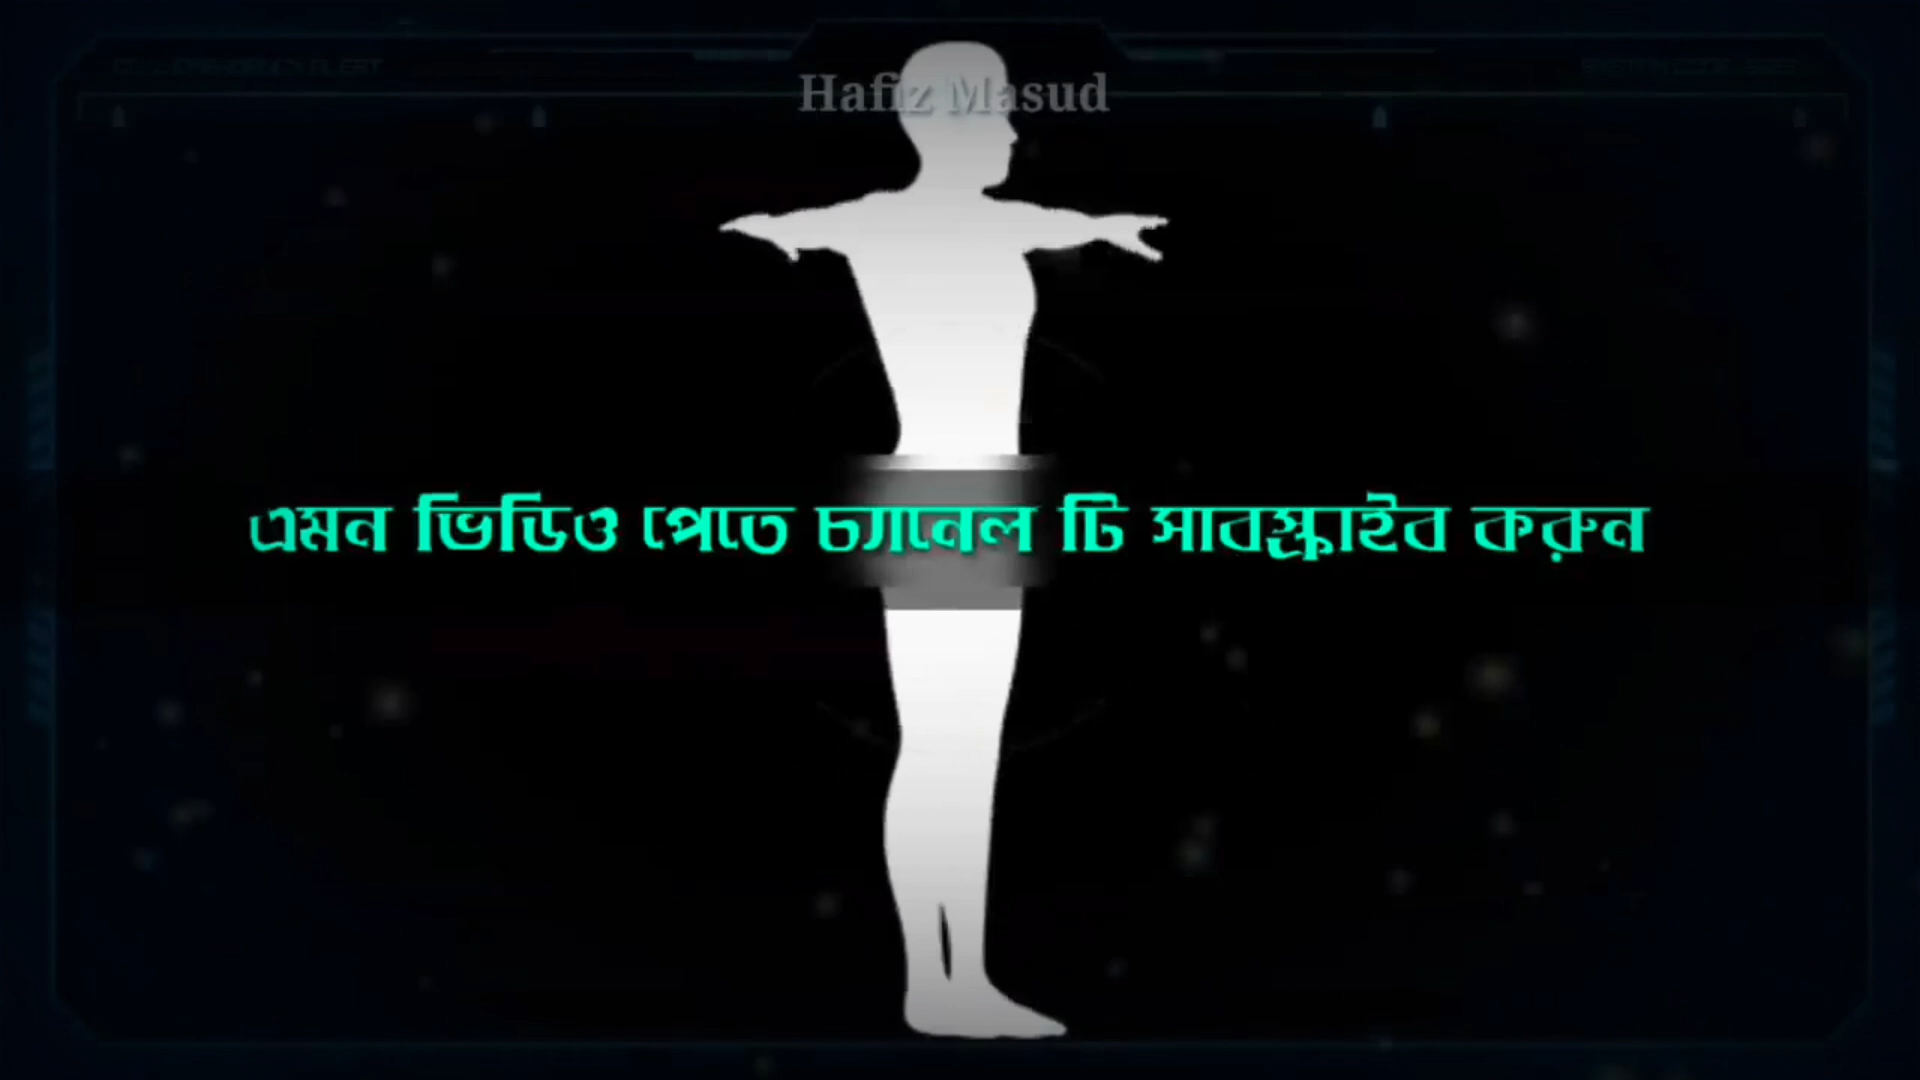 Hafiz Masud
এমন ভিডিও পেতে চ্যানেল টি সাবস্ক্রাইব করুন